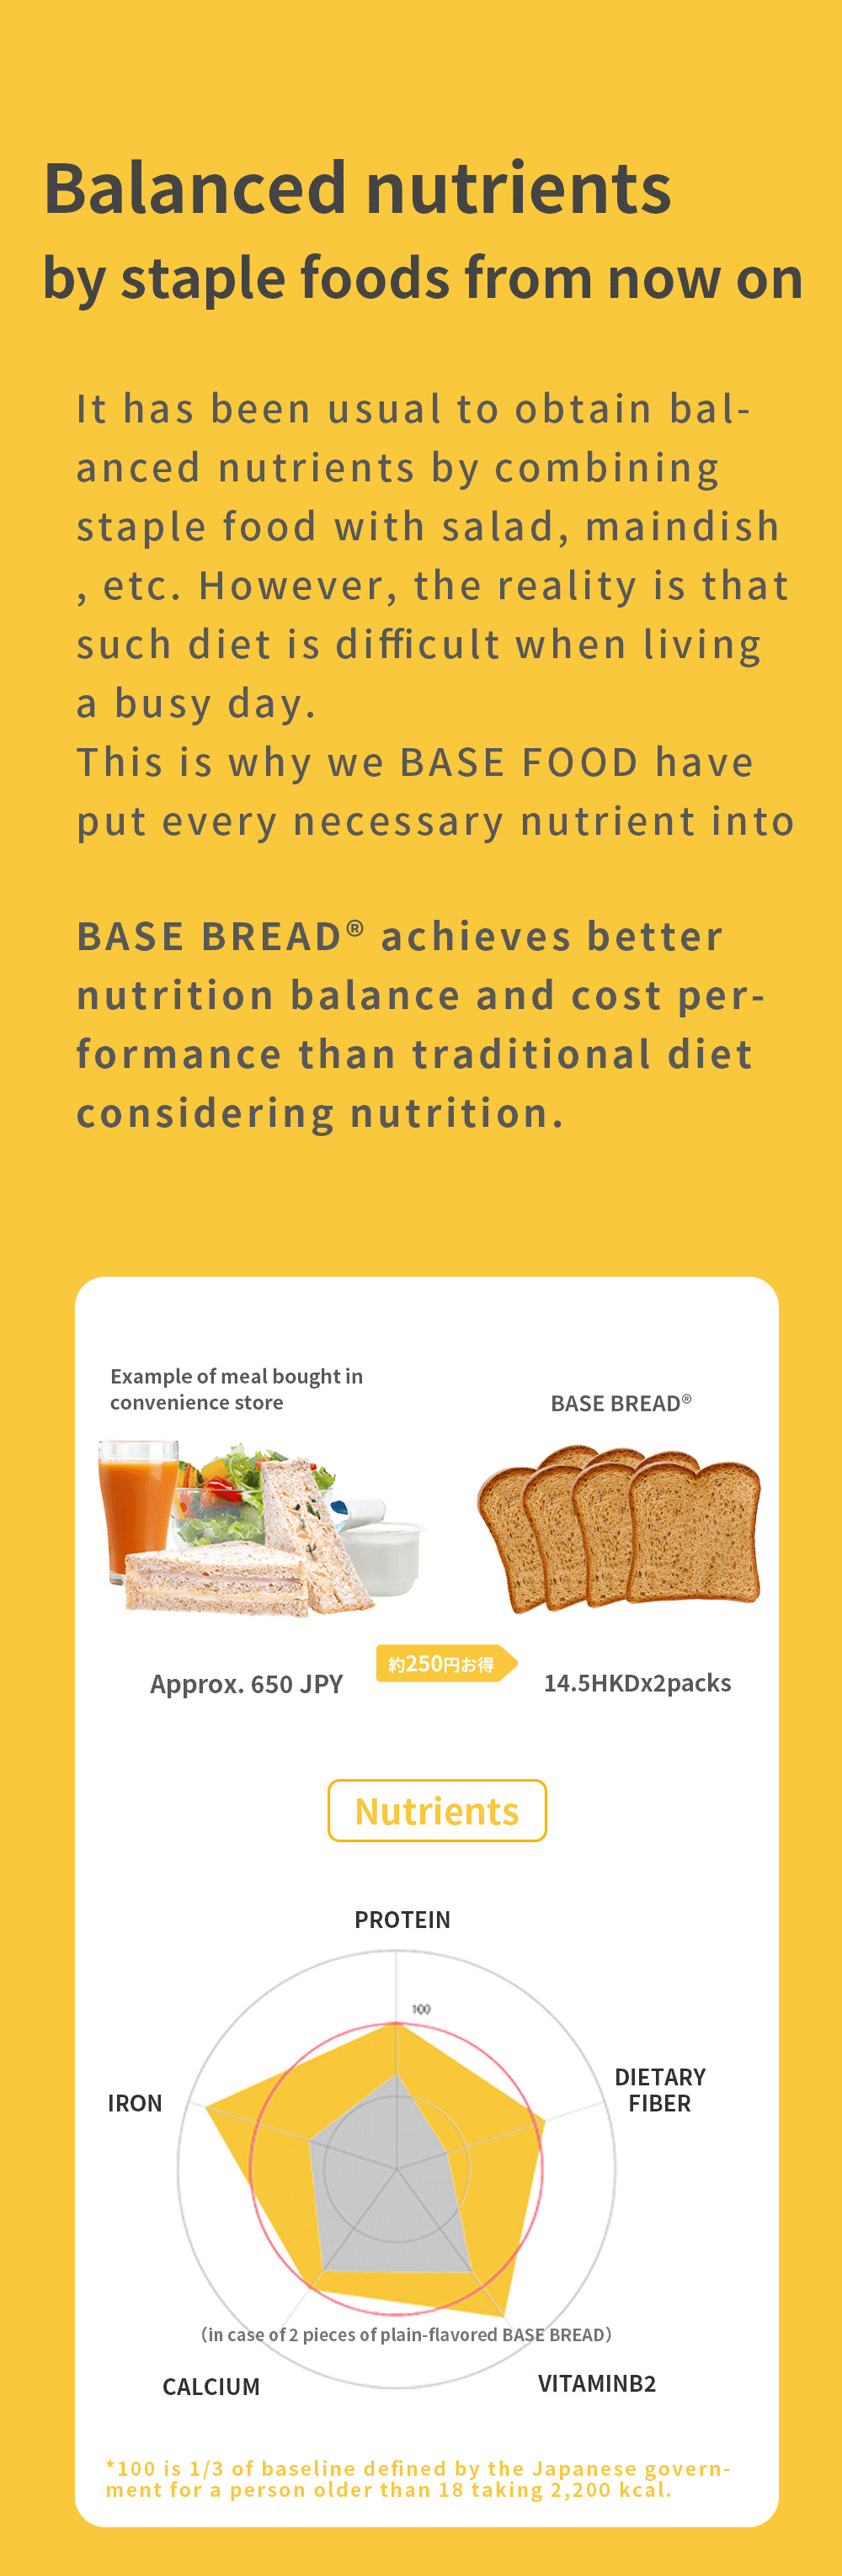 Balanced nutrients
by staple foods from now on
It has been usual to obtain bal-
anced nutrients by combining
staple food with salad, maindish
, etc. However, the reality is that
such diet is difficult when living
a busy day.
This is why we BASE FOOD have
put every necessary nutrient into
BASE BREAD® achieves better
nutrition balance and cost per-
formance than traditional diet
considering nutrition.
Example of meal bought in
convenience store
BASE BREAD®
Approx. 650 JPY
約250円お得
14.5HKDx2packs
Nutrients
PROTEIN
100
DIETARY
FIBER
IRON
(in case of 2 pieces of plain-flavored BASE BREAD)
CALCIUM
VITAMINB2
*100 is 1/3 of baseline defined by the Japanese govern-
ment for a person older than 18 taking 2,200 kcal.